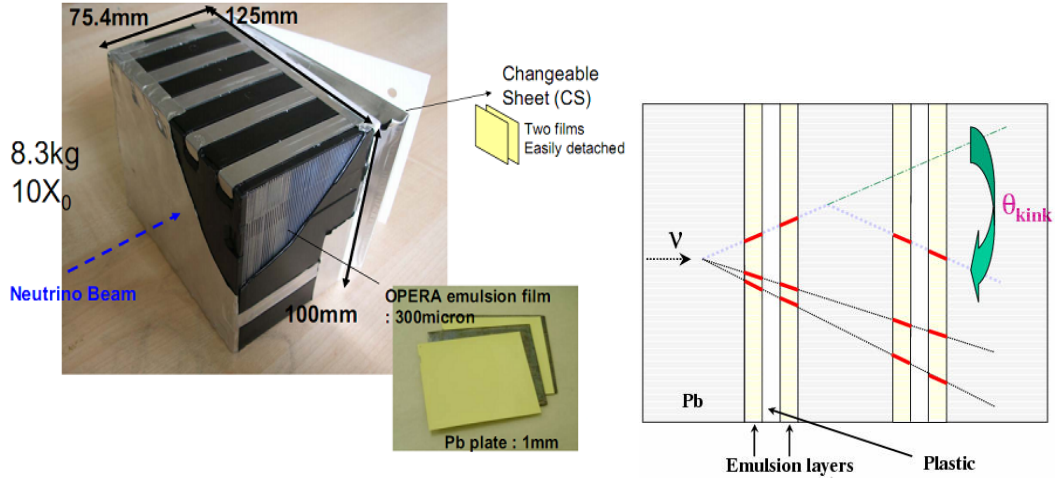 75.4mm
125mm
Changeable
Sheet (CS)
Two films
Easily detached
8.3kg
10X₀
Neutrino Beam
100mm
OPERA emulsion film
: 300micron
Pb plate : 1mm
ν
θkink
Pb
Emulsion layers
Plastic